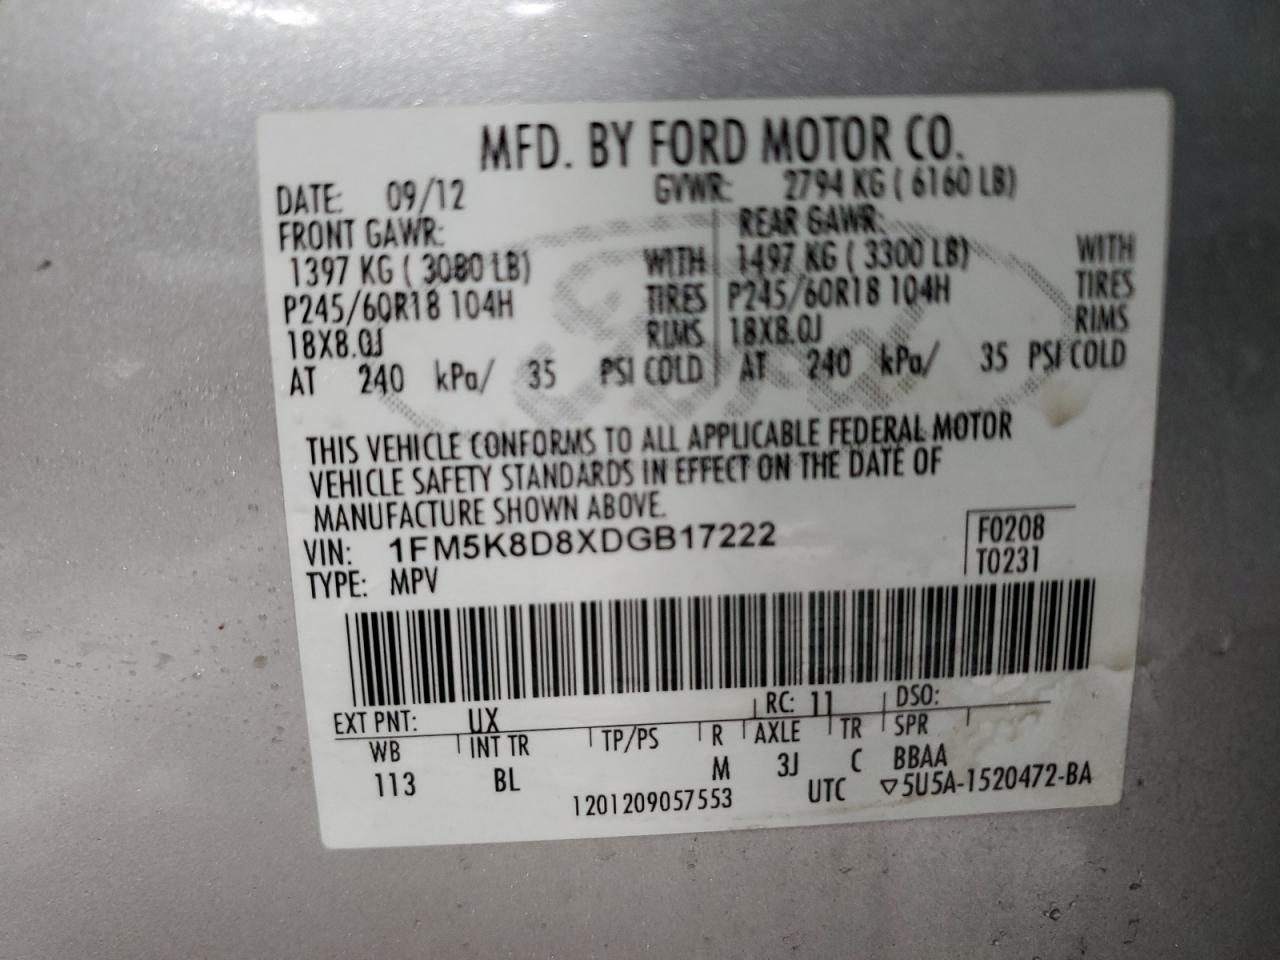 MFD. BY FORD MOTOR CO.
DATE: 09/12 GVWR: 2794 KG ( 6160 LB)
FRONT GAWR: REAR GAWR:
1397 KG ( 3080 LB) WITH 1497 KG ( 3300 LB) WITH
P245/60R18 104H TIRES P245/60R18 104H TIRES
18X8.0J RIMS 18X8.0J RIMS
AT 240 kPa/ 35 PSI COLD AT 240 kPa/ 35 PSI COLD
THIS VEHICLE CONFORMS TO ALL APPLICABLE FEDERAL MOTOR
VEHICLE SAFETY STANDARDS IN EFFECT ON THE DATE OF
MANUFACTURE SHOWN ABOVE.
VIN: 1FM5K8D8XDGB17222 F0208
TYPE: MPV T0231
EXT PNT: UX RC: 11 DSO:
WB INT TR TP/PS R AXLE TR SPR
113 BL M 3J C BBAA
1201209057553 UTC ▽5U5A-1520472-BA